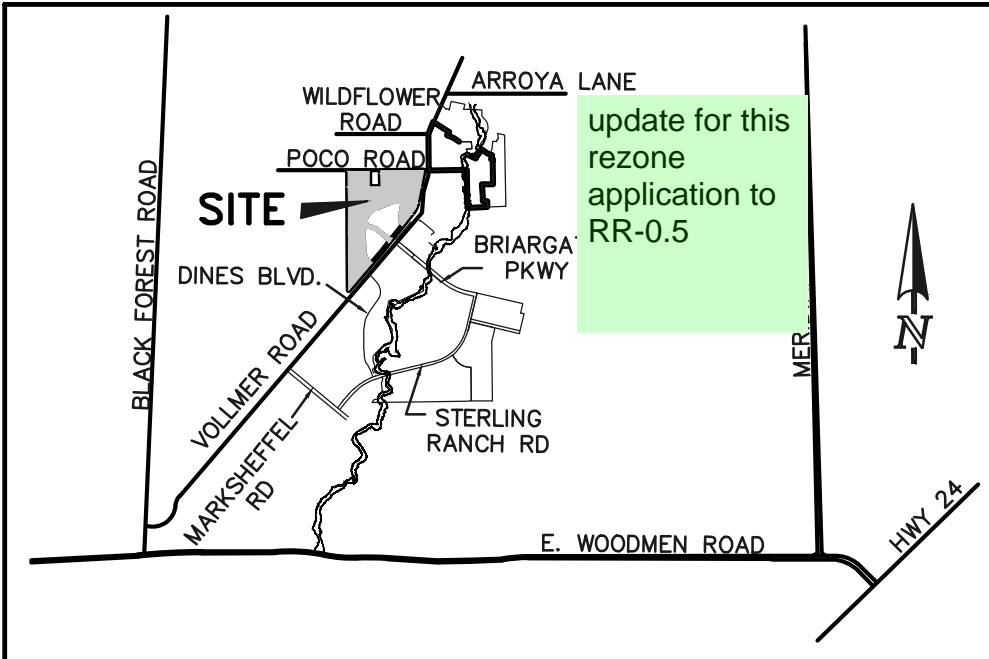 ARROYA LANE
WILDFLOWER
ROAD
POCO ROAD
SITE
update for this
rezone
application to
RR-0.5
BRIARGA
PKWY
DINES BLVD.
BLACK FOREST ROAD
VOLLMER ROAD
MARKSHEFFEL
RD
STERLING
RANCH RD
E. WOODMEN ROAD
HWY 24
N